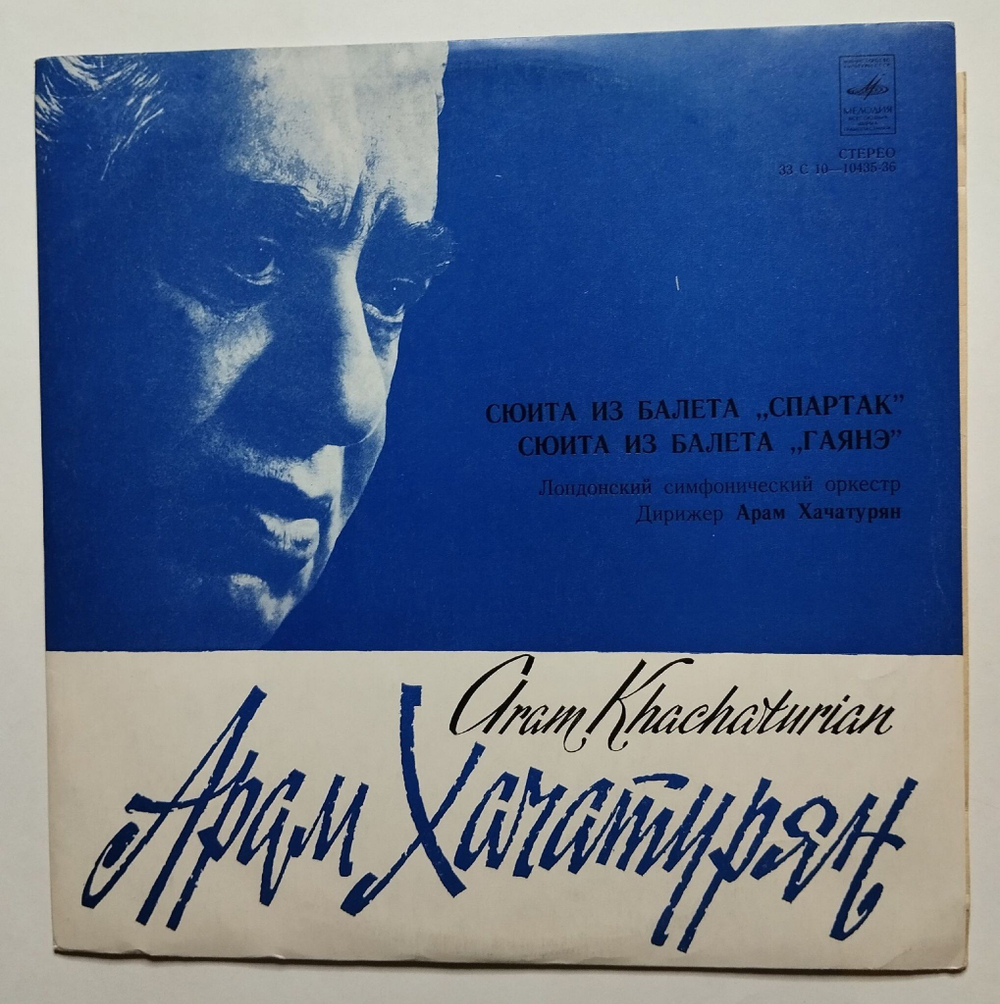 МЕЛОДИЯ
СТЕРЕО
33 С 10—10435-36
СЮИТА ИЗ БАЛЕТА „СПАРТАК”
СЮИТА ИЗ БАЛЕТА „ГАЯНЭ”
Лондонский симфонический оркестр
Дирижер Арам Хачатурян
Aram Khachaturian
Арам Хачатурян